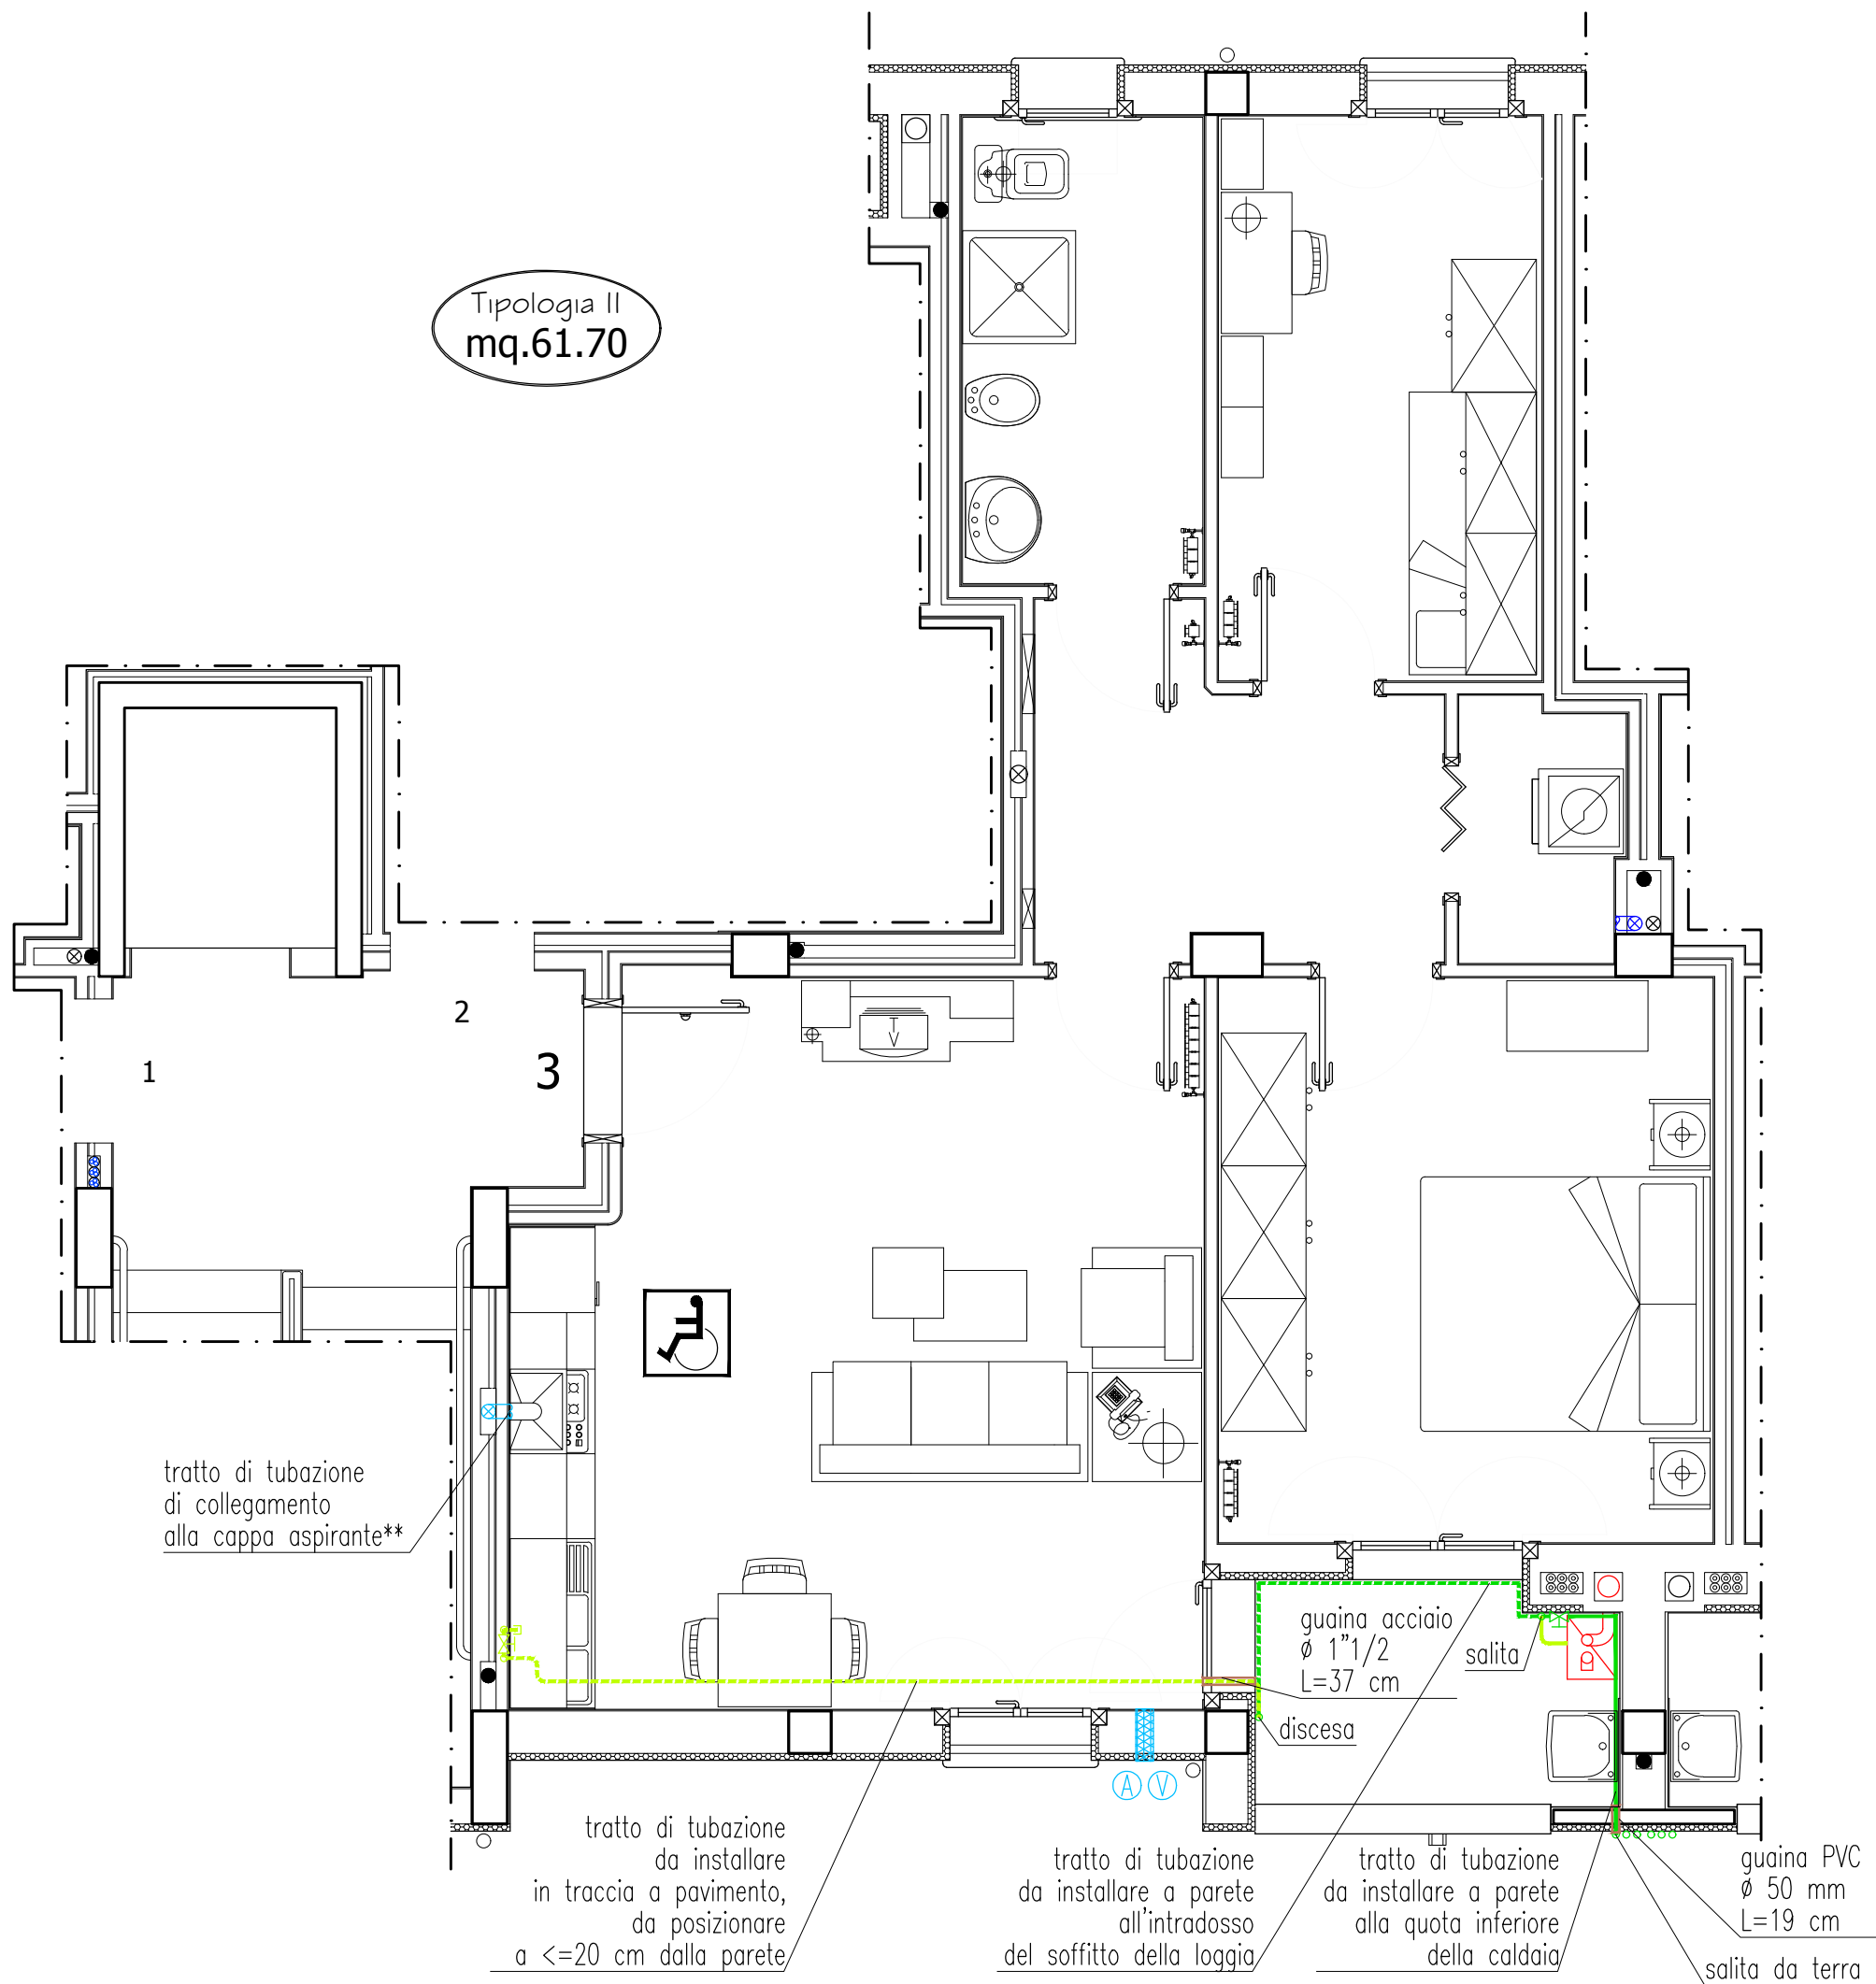 Tipologia II
mq.61.70
2
1
3
V
tratto di tubazione
di collegamento
alla cappa aspirante**
guaina acciaio
ø 1"1/2
L=37 cm
salita
discesa
A V
tratto di tubazione
da installare
in traccia a pavimento,
da posizionare
a <=20 cm dalla parete
tratto di tubazione
da installare a parete
all'intradosso
del soffitto della loggia
tratto di tubazione
da installare a parete
alla quota inferiore
della caldaia
guaina PVC
ø 50 mm
L=19 cm
salita da terra